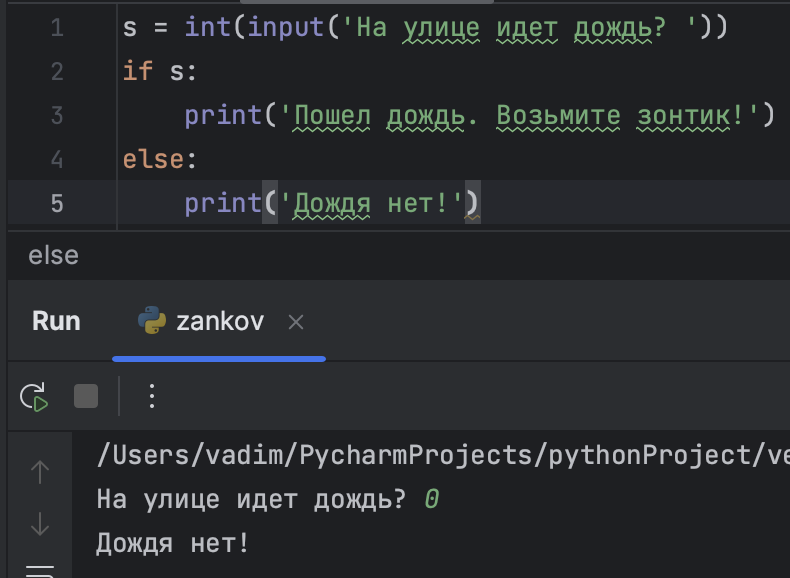 1 s = int(input('На улице идет дождь? '))
2 if s:
3 print('Пошел дождь. Возьмите зонтик!')
4 else:
5 print('Дождя нет!')
else
Run zankov
/Users/vadim/PycharmProjects/pythonProject/ve
На улице идет дождь? 0
Дождя нет!